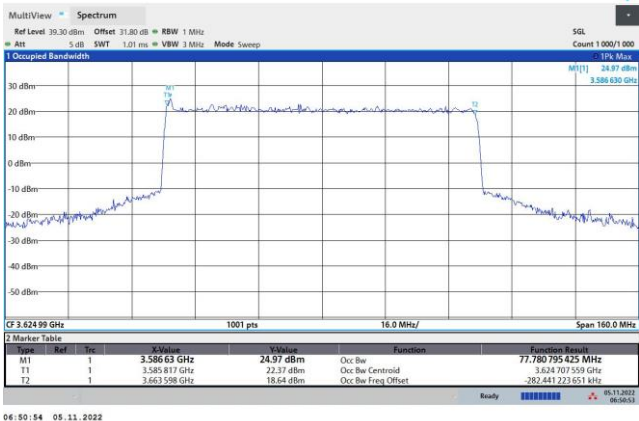 MultiView Spectrum
Ref Level 39.30 dBm Offset 31.80 dB RBW 1 MHz SGL
Att 5 dB SWT 1.01 ms VBW 3 MHz Mode Sweep Count 1 000/1 000
1 Occupied Bandwidth 1Pk Max
M1[1] 24.97 dBm
3.586 630 GHz
M1
T1
T2
30 dBm
20 dBm
10 dBm
0 dBm
-10 dBm
-20 dBm
-30 dBm
-40 dBm
-50 dBm
CF 3.624 99 GHz 1001 pts 16.0 MHz/ Span 160.0 MHz
2 Marker Table
Type Ref Trc X-Value Y-Value Function Function Result
M1 1 3.586 63 GHz 24.97 dBm Occ Bw 77.780 795 425 MHz
T1 1 3.585 817 GHz 22.37 dBm Occ Bw Centroid 3.624 707 559 GHz
T2 1 3.663 598 GHz 18.64 dBm Occ Bw Freq Offset -282.441 223 651 kHz
Ready 05.11.2022
06:50:53
06:50:54 05.11.2022